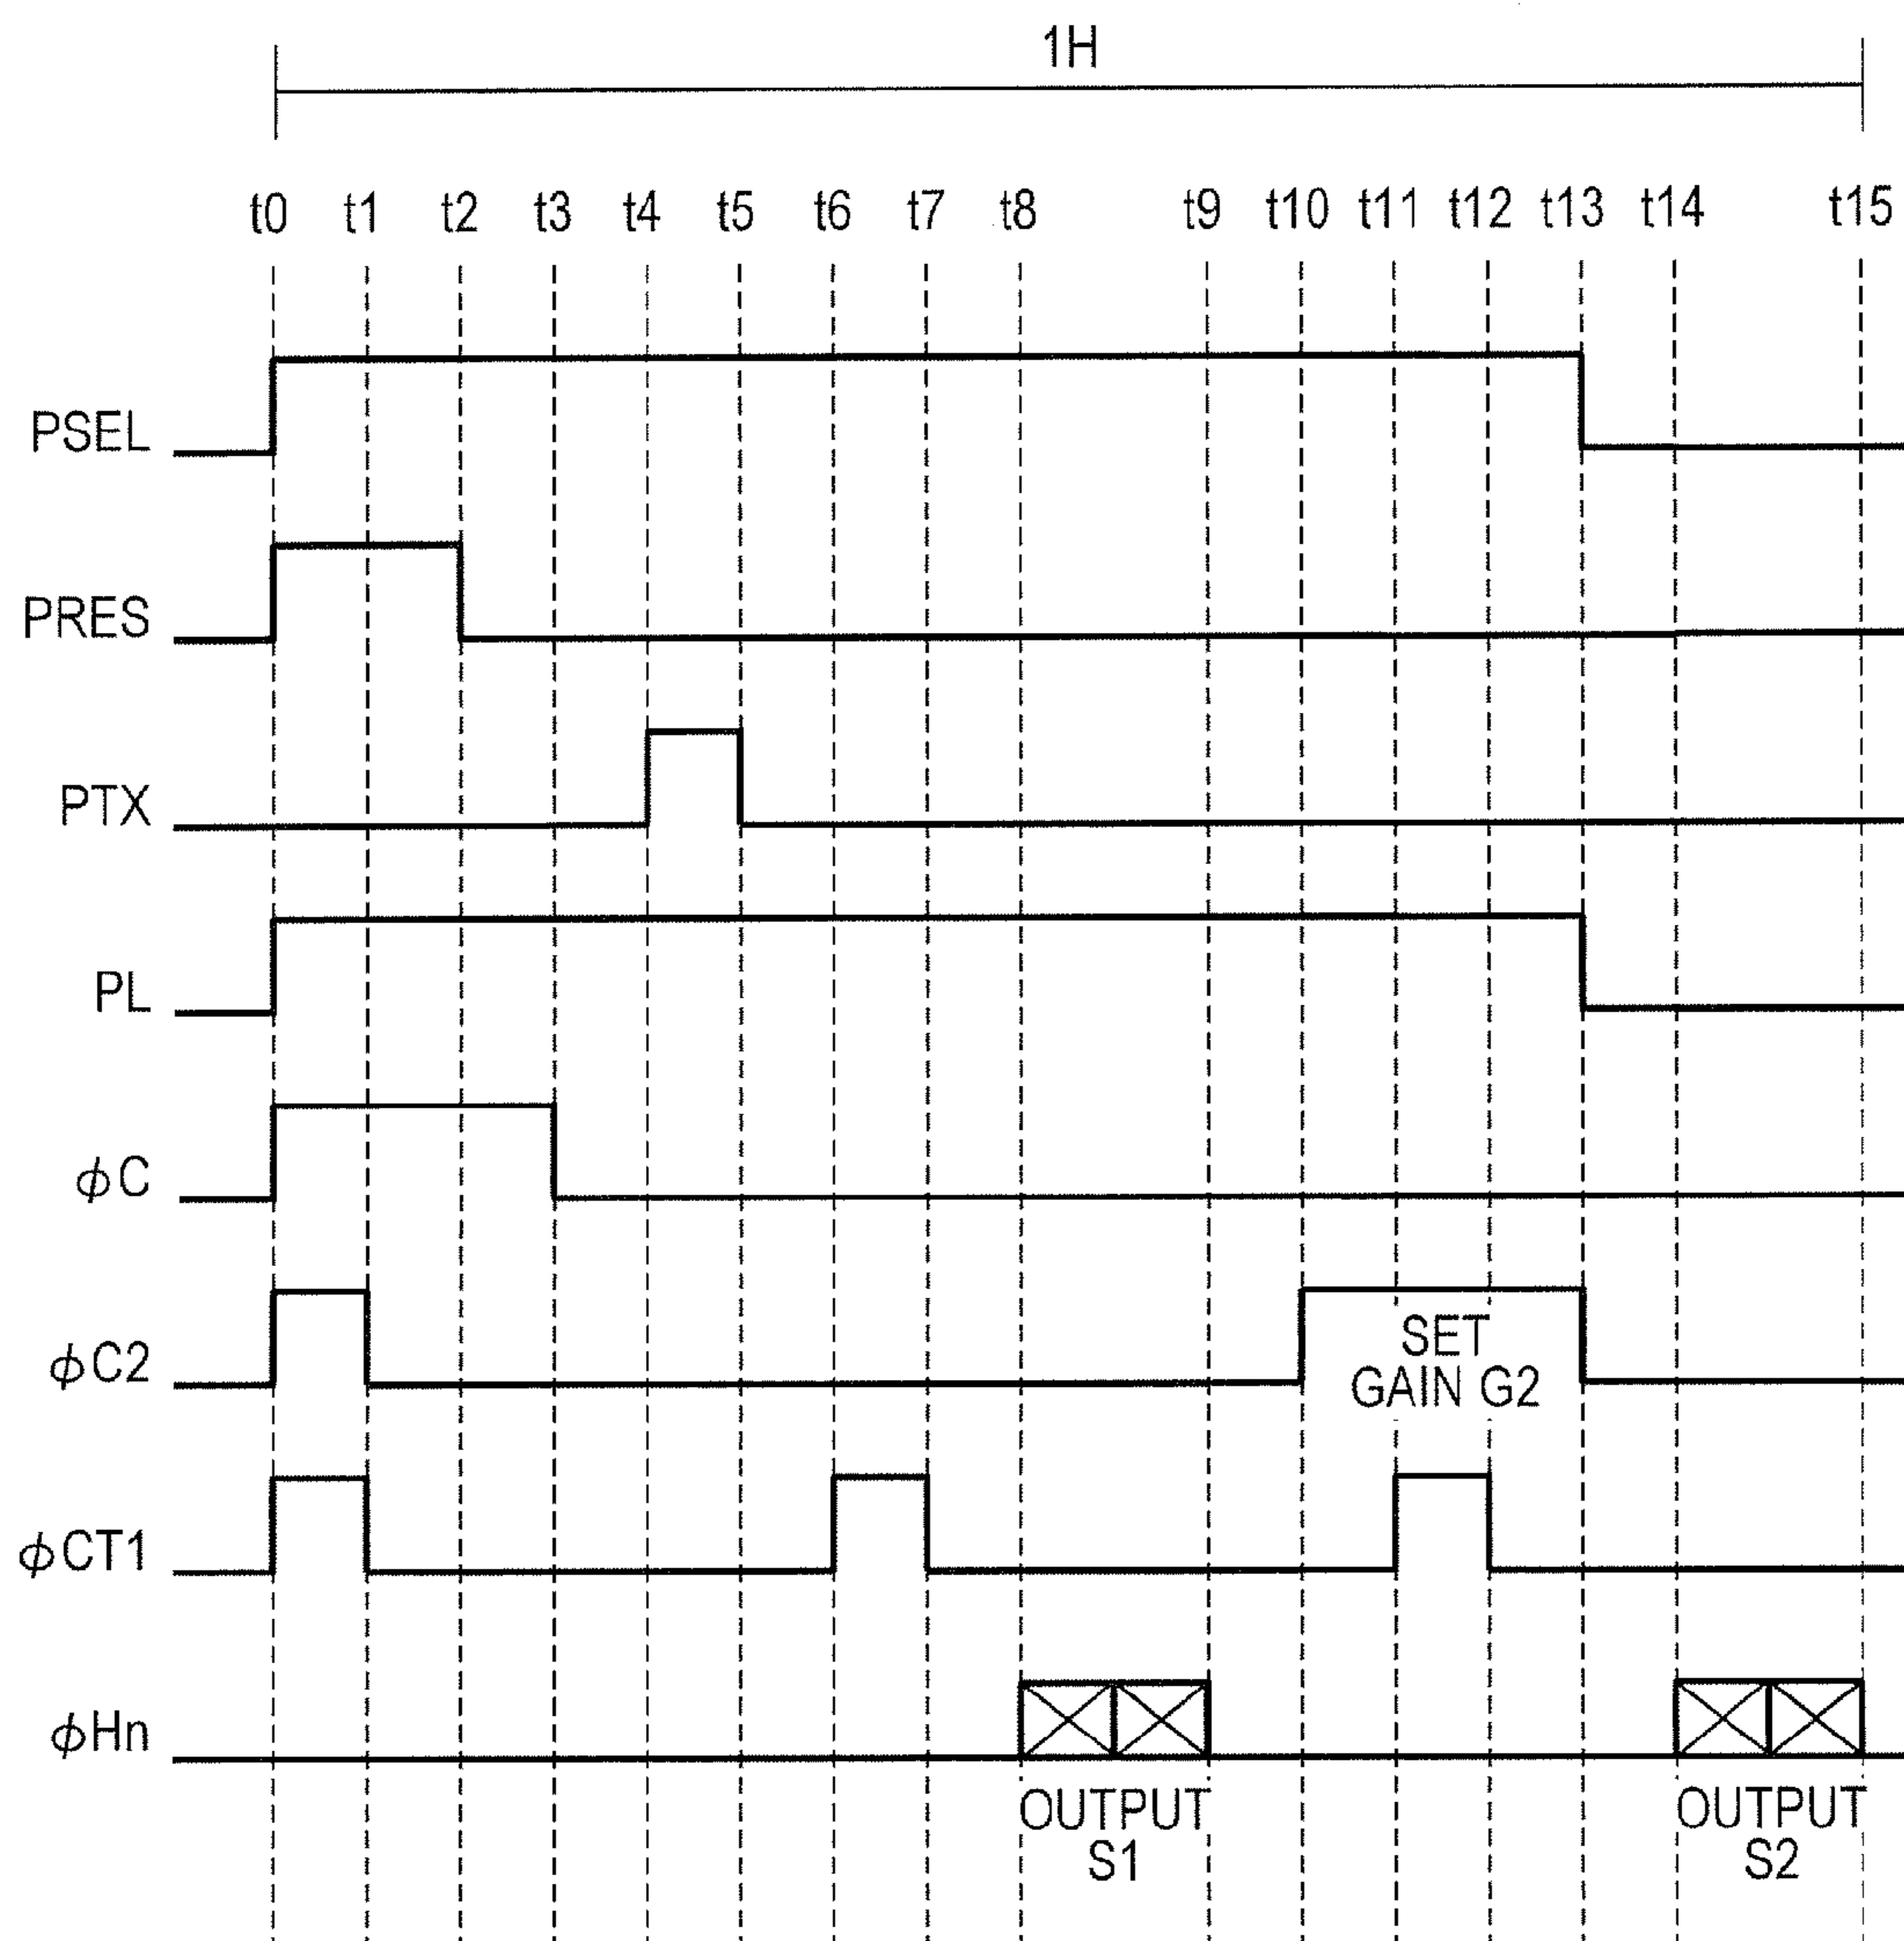 1H
t0 t1 t2 t3 t4 t5 t6 t7 t8 t9 t10 t11 t12 t13 t14 t15
PSEL
PRES
PTX
PL
ϕC
ϕC2
SET
GAIN G2
ϕCT1
ϕHn
OUTPUT
S1
OUTPUT
S2